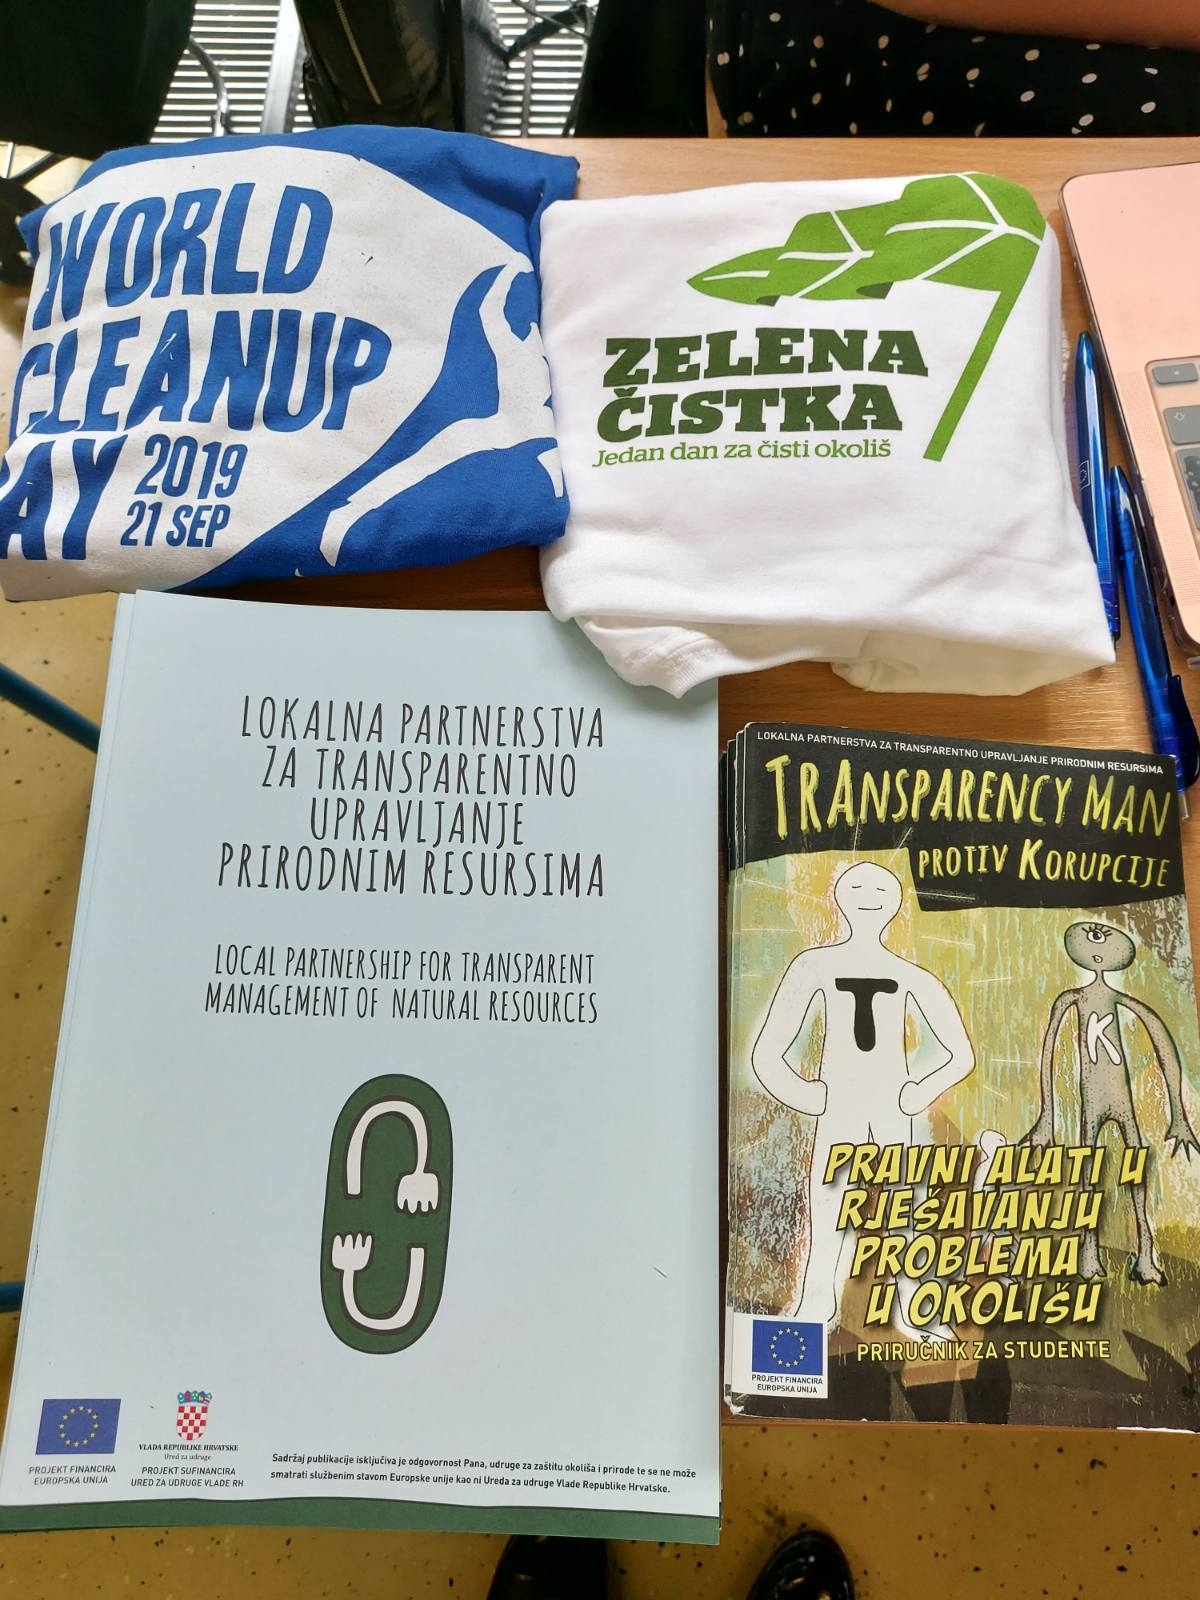 WORLD
CLEANUP
DAY 2019
21 SEP
ZELENA
ČISTKA
Jedan dan za čisti okoliš
LOKALNA PARTNERSTVA
ZA TRANSPARENTNO
UPRAVLJANJE
PRIRODNIM RESURSIMA
LOCAL PARTNERSHIP FOR TRANSPARENT
MANAGEMENT OF NATURAL RESOURCES
PROJEKT FINANCIRA
EUROPSKA UNIJA
VLADA REPUBLIKE HRVATSKE
Ured za udruge
PROJEKT SUFINANCIRA
URED ZA UDRUGE VLADE RH
Sadržaj publikacije isključiva je odgovornost Pana, udruge za zaštitu okoliša i prirode te se ne može
smatrati službenim stavom Europske unije kao ni Ureda za udruge Vlade Republike Hrvatske.
LOKALNA PARTNERSTVA ZA TRANSPARENTNO UPRAVLJANJE PRIRODNIM RESURSIMA
TRANSPARENCY MAN
PROTIV KORUPCIJE
T
K
PRAVNI ALATI U
RJEŠAVANJU
PROBLEMA
U OKOLIŠU
PRIRUČNIK ZA STUDENTE
PROJEKT FINANCIRA
EUROPSKA UNIJA